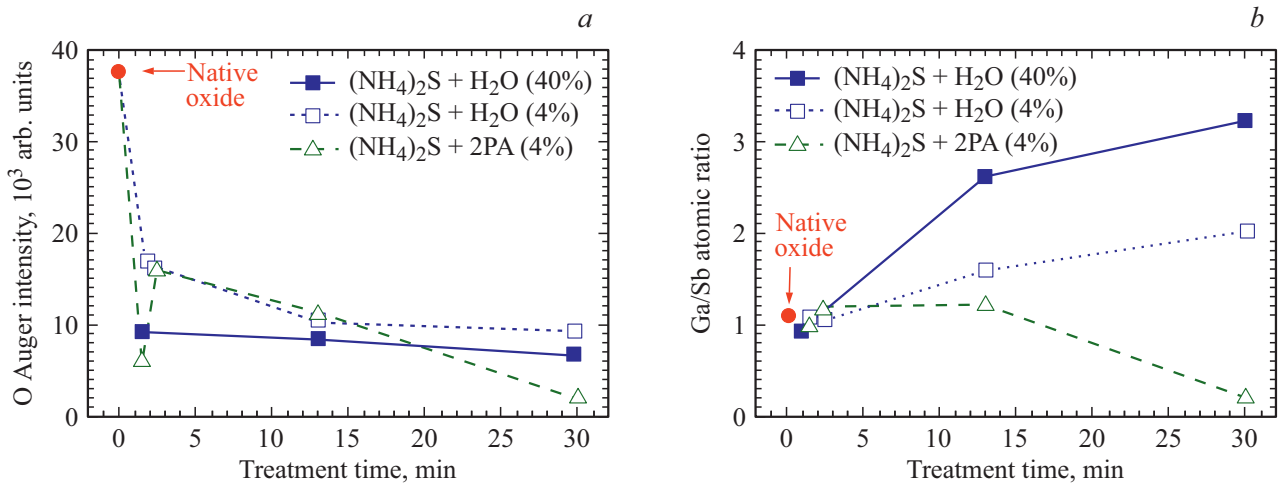 a
40
30
20
10
0
O Auger intensity, 10³ arb. units
Native
oxide
(NH₄)₂S + H₂O (40%)
(NH₄)₂S + H₂O (4%)
(NH₄)₂S + 2PA (4%)
0 5 10 15 20 25 30
Treatment time, min
b
4
3
2
1
0
Ga/Sb atomic ratio
(NH₄)₂S + H₂O (40%)
(NH₄)₂S + H₂O (4%)
(NH₄)₂S + 2PA (4%)
Native
oxide
0 5 10 15 20 25 30
Treatment time, min